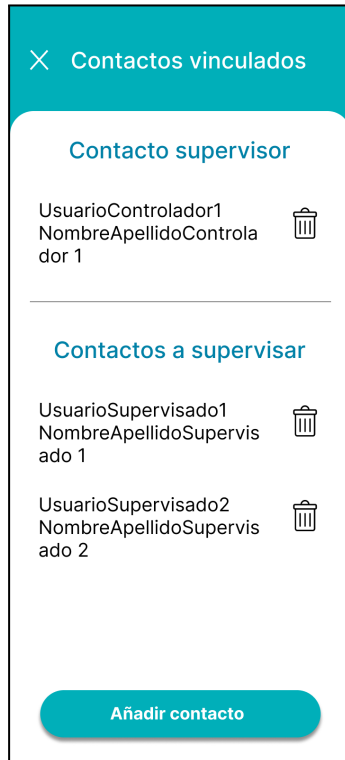 Contactos vinculados
Contacto supervisor
UsuarioControlador1
NombreApellidoControla
dor 1
Contactos a supervisar
UsuarioSupervisado1
NombreApellidoSupervis
ado 1
UsuarioSupervisado2
NombreApellidoSupervis
ado 2
Añadir contacto